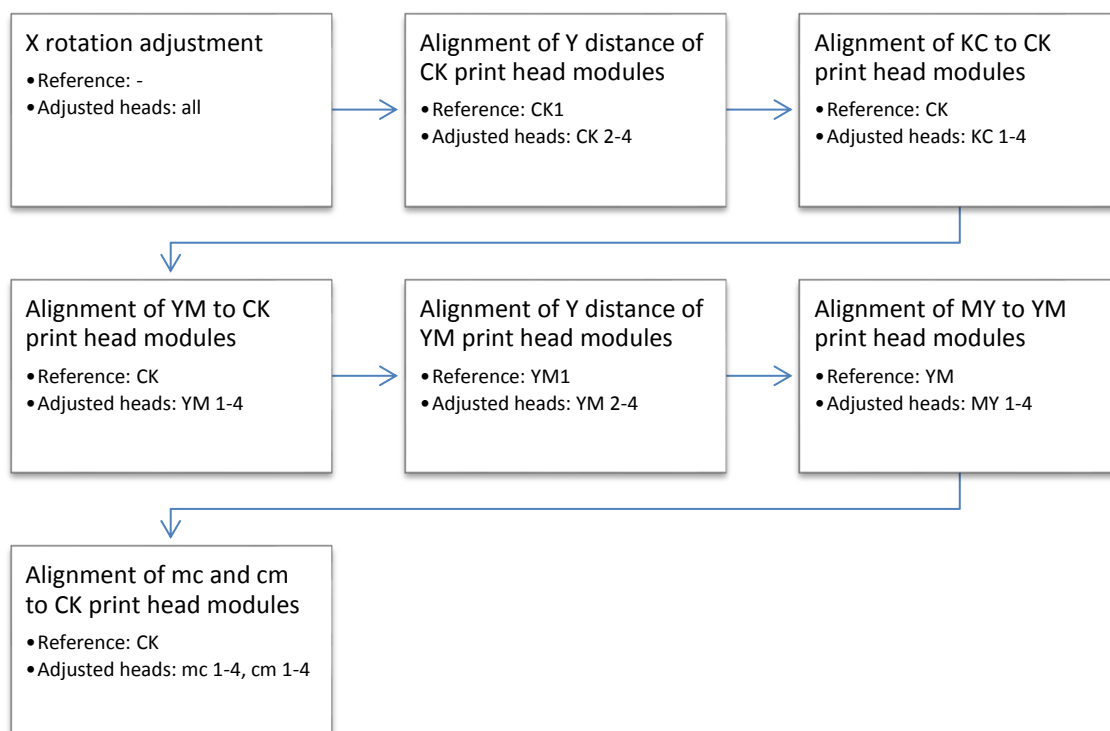 X rotation adjustment
•Reference: -
•Adjusted heads: all
Alignment of Y distance of
CK print head modules
•Reference: CK1
•Adjusted heads: CK 2-4
Alignment of KC to CK
print head modules
•Reference: CK
•Adjusted heads: KC 1-4
Alignment of YM to CK
print head modules
•Reference: CK
•Adjusted heads: YM 1-4
Alignment of Y distance of
YM print head modules
•Reference: YM1
•Adjusted heads: YM 2-4
Alignment of MY to YM
print head modules
•Reference: YM
•Adjusted heads: MY 1-4
Alignment of mc and cm
to CK print head modules
•Reference: CK
•Adjusted heads: mc 1-4, cm 1-4